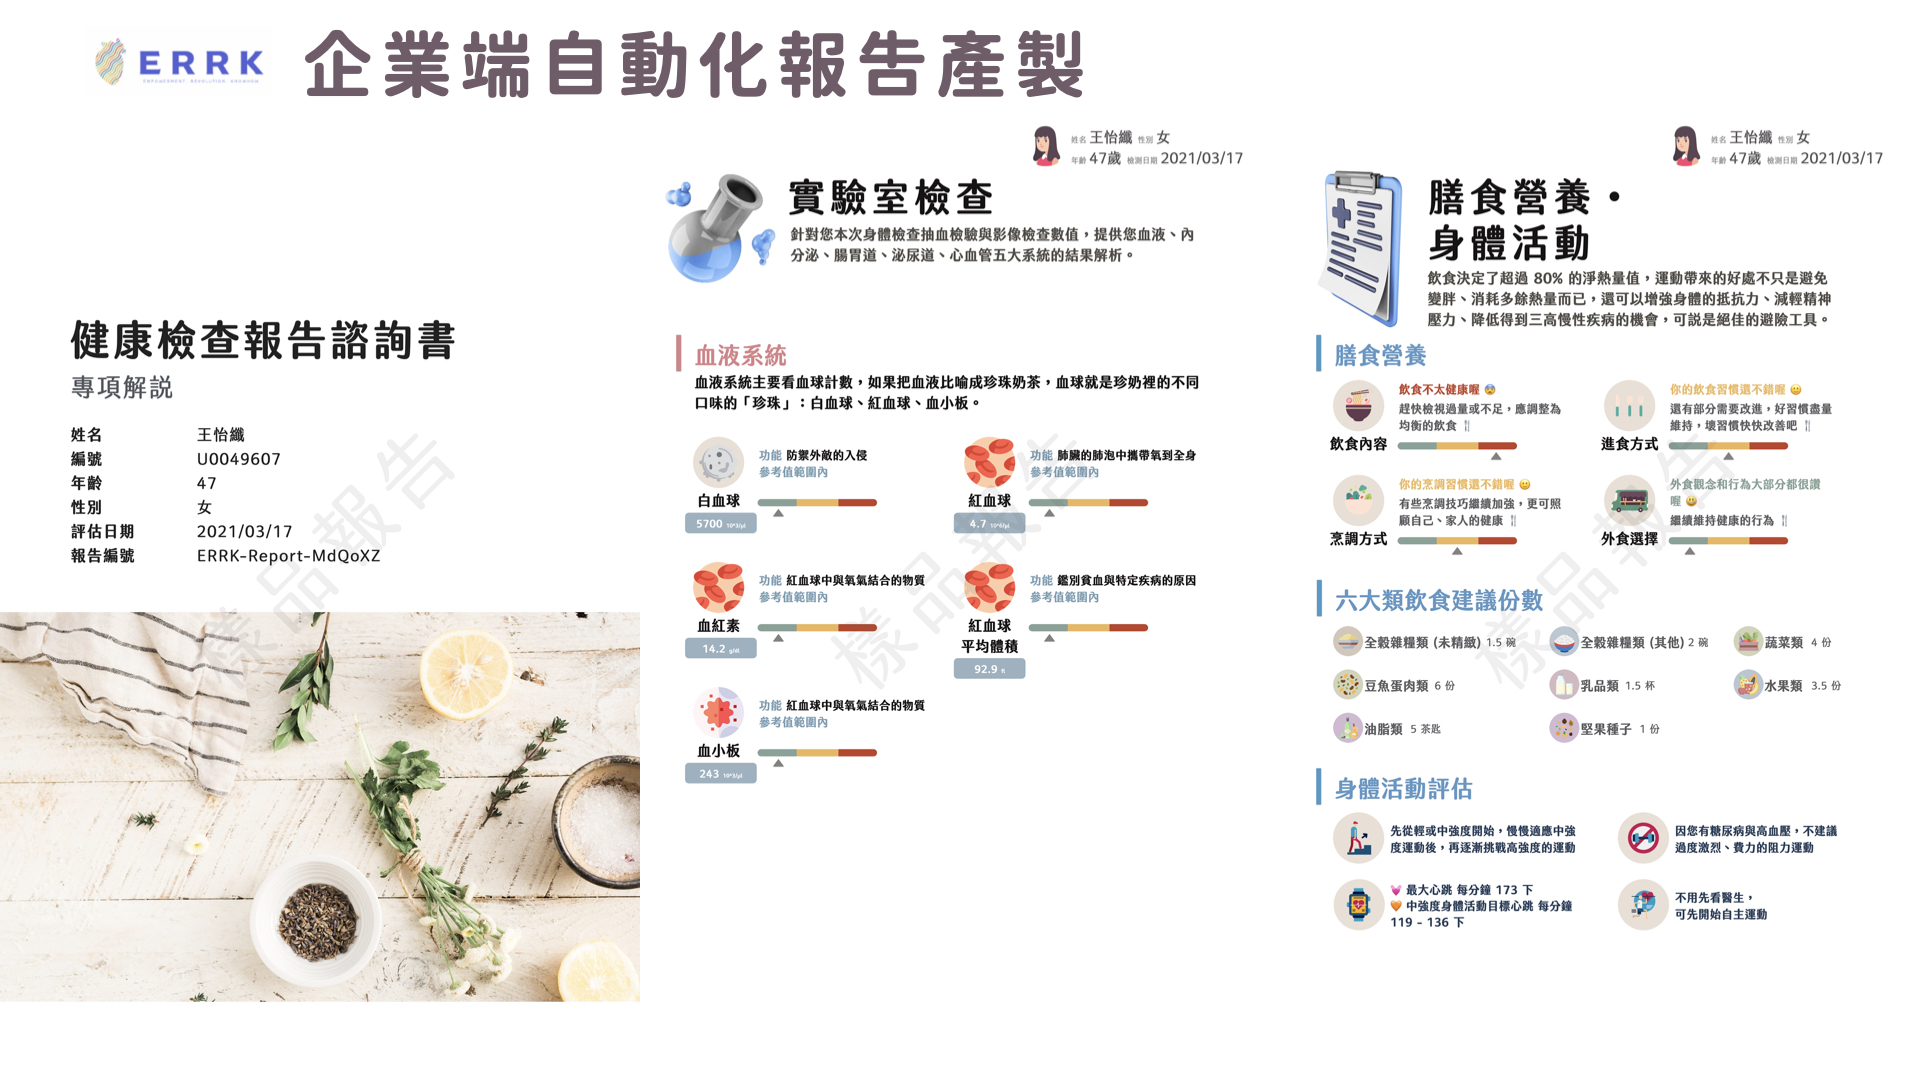 ERRK
EMPOWERMENT REVOLUTION UNKNOWN
企業端自動化報告產製
健康檢查報告諮詢書
專項解說
姓名 王怡纖
編號 U0049607
年齡 47
性別 女
評估日期 2021/03/17
報告編號 ERRK-Report-MdQoXZ
樣品報告
姓名 王怡纖 性別 女
年齡 47歲 檢測日期 2021/03/17
實驗室檢查
針對您本次身體檢查抽血檢驗與影像檢查數值，提供您血液、內
分泌、腸胃道、泌尿道、心血管五大系統的結果解析。
血液系統
血液系統主要看血球計數，如果把血液比喻成珍珠奶茶，血球就是珍奶裡的不同
口味的「珍珠」：白血球、紅血球、血小板。
功能 防禦外敵的入侵
參考值範圍內
白血球
5700 10^3/μl
功能 肺臟的肺泡中攜帶氧到全身
參考值範圍內
紅血球
4.7 10^6/μl
功能 紅血球中與氧氣結合的物質
參考值範圍內
血紅素
14.2 g/dl
功能 鑑別貧血與特定疾病的原因
參考值範圍內
紅血球
平均體積
92.9 fl
功能 紅血球中與氧氣結合的物質
參考值範圍內
血小板
243 10^3/μl
樣品報告
姓名 王怡纖 性別 女
年齡 47歲 檢測日期 2021/03/17
膳食營養・
身體活動
飲食決定了超過 80% 的淨熱量值，運動帶來的好處不只是避免
變胖、消耗多餘熱量而已，還可以增強身體的抵抗力、減輕精神
壓力、降低得到三高慢性疾病的機會，可說是絕佳的避險工具。
膳食營養
飲食不太健康喔 😨
趕快檢視過量或不足，應調整為
均衡的飲食 🍴
飲食內容
你的飲食習慣還不錯喔 🙂
還有部分需要改進，好習慣盡量
維持，壞習慣快快改善吧 🍴
進食方式
你的烹調習慣還不錯喔 🙂
有些烹調技巧繼續加強，更可照
顧自己、家人的健康 🍴
烹調方式
外食觀念和行為大部分都很讚
喔 😃
繼續維持健康的行為 🍴
外食選擇
六大類飲食建議份數
全穀雜糧類 (未精緻) 1.5 碗
全穀雜糧類 (其他) 2 碗
蔬菜類 4 份
豆魚蛋肉類 6 份
乳品類 1.5 杯
水果類 3.5 份
油脂類 5 茶匙
堅果種子 1 份
身體活動評估
先從輕或中強度開始，慢慢適應中強
度運動後，再逐漸挑戰高強度的運動
因您有糖尿病與高血壓，不建議
過度激烈、費力的阻力運動
💓 最大心跳 每分鐘 173 下
🧡 中強度身體活動目標心跳 每分鐘
119 - 136 下
不用先看醫生，
可先開始自主運動
樣品報告